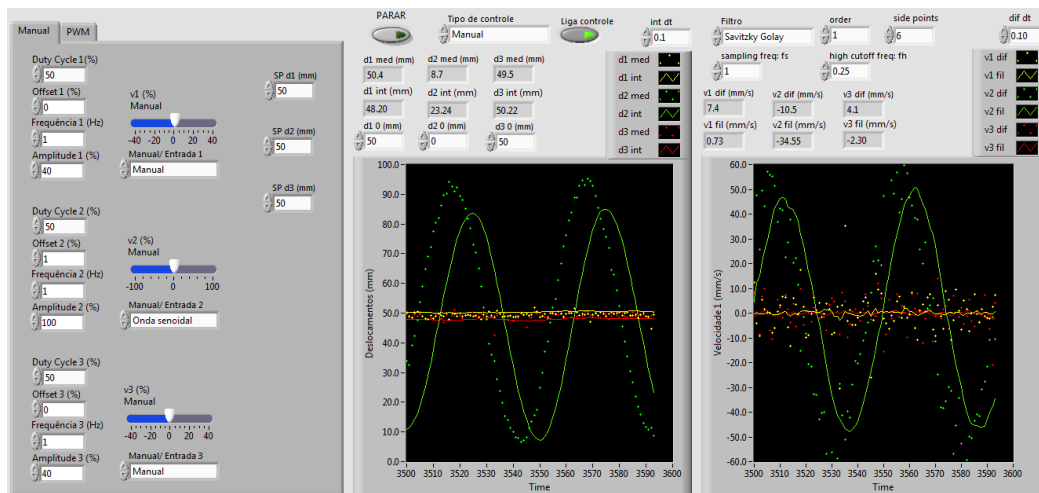 Manual PWM
Duty Cycle 1(%)
50
Offset 1 (%)
0
Frequência 1 (Hz)
1
Amplitude 1 (%)
40
v1 (%)
Manual
-40 -20 0 20 40
Manual/ Entrada 1
Manual
SP d1 (mm)
50
SP d2 (mm)
50
SP d3 (mm)
50
Duty Cycle 2 (%)
50
Offset 2 (%)
1
Frequência 2 (Hz)
1
Amplitude 2 (%)
100
v2 (%)
Manual
-100 0 100
Manual/ Entrada 2
Onda senoidal
Duty Cycle 3 (%)
50
Offset 3 (%)
0
Frequência 3 (Hz)
1
Amplitude 3 (%)
40
v3 (%)
Manual
-40 -20 0 20 40
Manual/ Entrada 3
Manual
PARAR
Tipo de controle
Manual
Liga controle
int dt
0.1
d1 med (mm) d2 med (mm) d3 med (mm)
50.4 8.7 49.5
d1 int (mm) d2 int (mm) d3 int (mm)
48.20 23.24 50.22
d1 0 (mm) d2 0 (mm) d3 0 (mm)
50 0 50
d1 med
d1 int
d2 med
d2 int
d3 med
d3 int
Deslocamentos (mm)
100.0
90.0
80.0
70.0
60.0
50.0
40.0
30.0
20.0
10.0
0.0
3500 3510 3520 3530 3540 3550 3560 3570 3580 3590 3600
Time
Filtro
Savitzky Golay
order
1
side points
6
dif dt
0.10
sampling freq: fs
1
high cutoff freq: fh
0.25
v1 dif (mm/s) v2 dif (mm/s) v3 dif (mm/s)
7.4 -10.5 4.1
v1 fil (mm/s) v2 fil (mm/s) v3 fil (mm/s)
0.73 -34.55 -2.30
v1 dif
v1 fil
v2 dif
v2 fil
v3 dif
v3 fil
Velocidade 1 (mm/s)
60.0
50.0
40.0
30.0
20.0
10.0
0.0
-10.0
-20.0
-30.0
-40.0
-50.0
-60.0
3500 3510 3520 3530 3540 3550 3560 3570 3580 3590 3600
Time